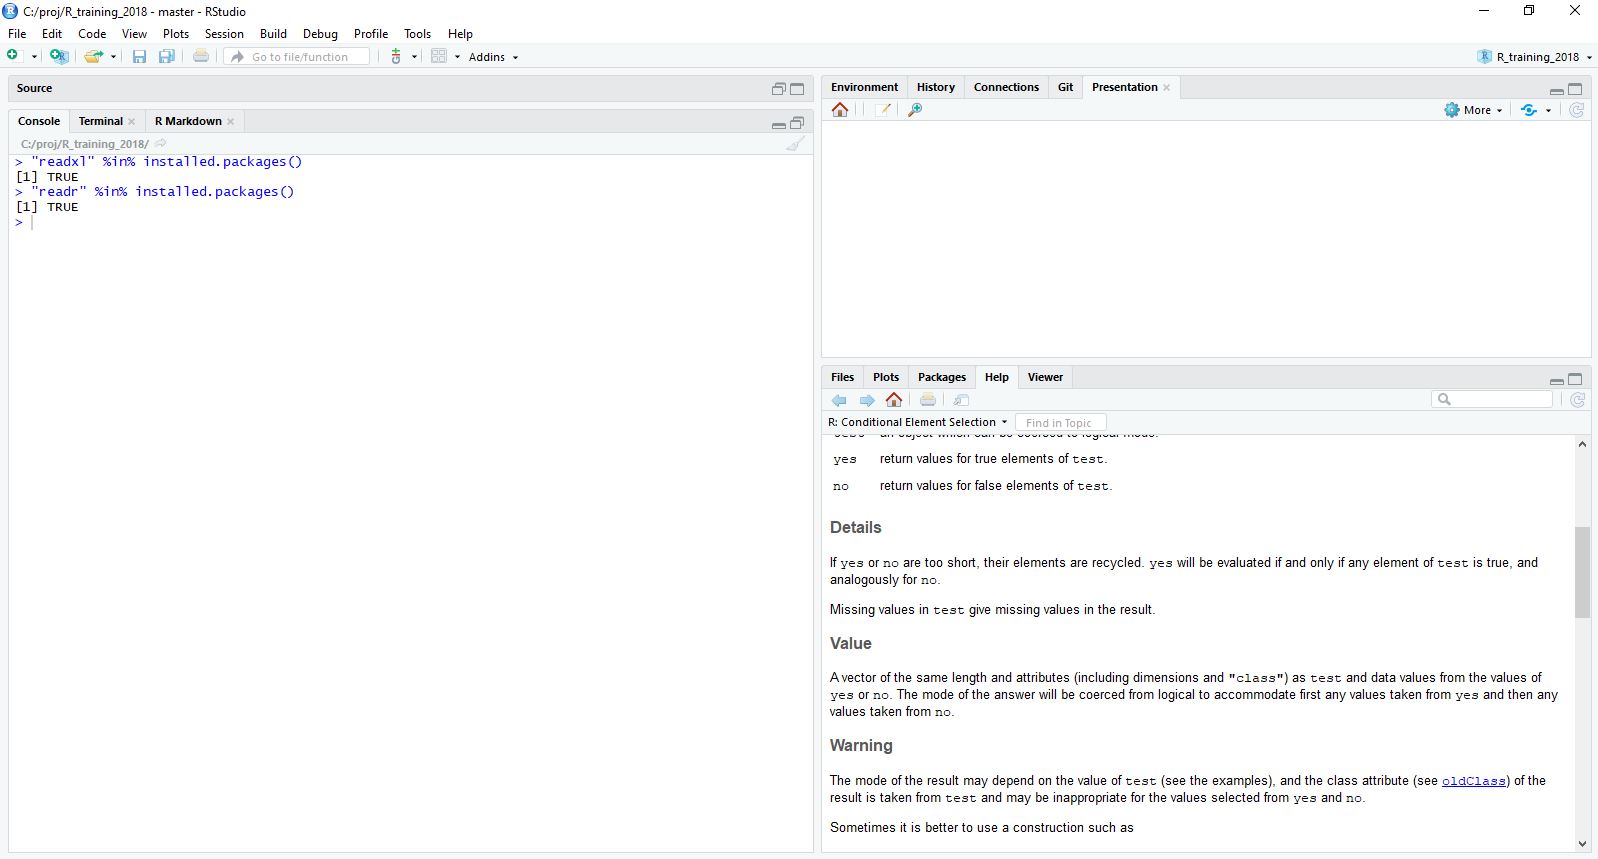 C:/proj/R_training_2018 - master - RStudio
File Edit Code View Plots Session Build Debug Profile Tools Help
Go to file/function Addins R_training_2018
Source
Console Terminal R Markdown
C:/proj/R_training_2018/
> "readxl" %in% installed.packages()
[1] TRUE
> "readr" %in% installed.packages()
[1] TRUE
>
Environment History Connections Git Presentation
More
Files Plots Packages Help Viewer
R: Conditional Element Selection Find in Topic
test an object which can be coerced to logical mode.
yes return values for true elements of test.
no return values for false elements of test.
Details
If yes or no are too short, their elements are recycled. yes will be evaluated if and only if any element of test is true, and
analogously for no.
Missing values in test give missing values in the result.
Value
A vector of the same length and attributes (including dimensions and "class") as test and data values from the values of
yes or no. The mode of the answer will be coerced from logical to accommodate first any values taken from yes and then any
values taken from no.
Warning
The mode of the result may depend on the value of test (see the examples), and the class attribute (see oldClass) of the
result is taken from test and may be inappropriate for the values selected from yes and no.
Sometimes it is better to use a construction such as